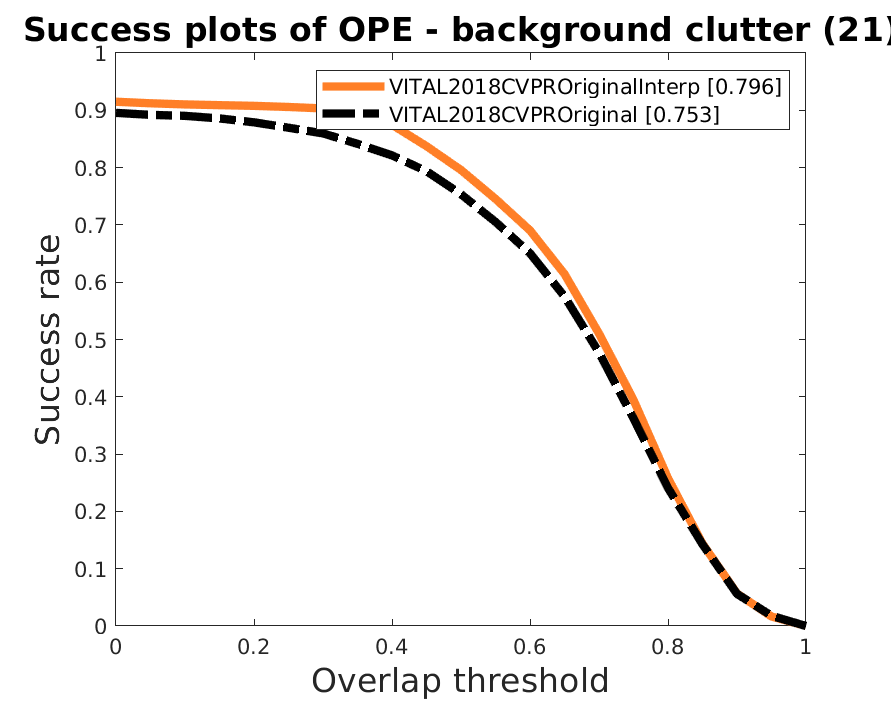 Success plots of OPE - background clutter (21)
VITAL2018CVPROriginalInterp [0.796]
VITAL2018CVPROriginal [0.753]
1
0.9
0.8
0.7
0.6
0.5
0.4
0.3
0.2
0.1
0
Success rate
0 0.2 0.4 0.6 0.8 1
Overlap threshold